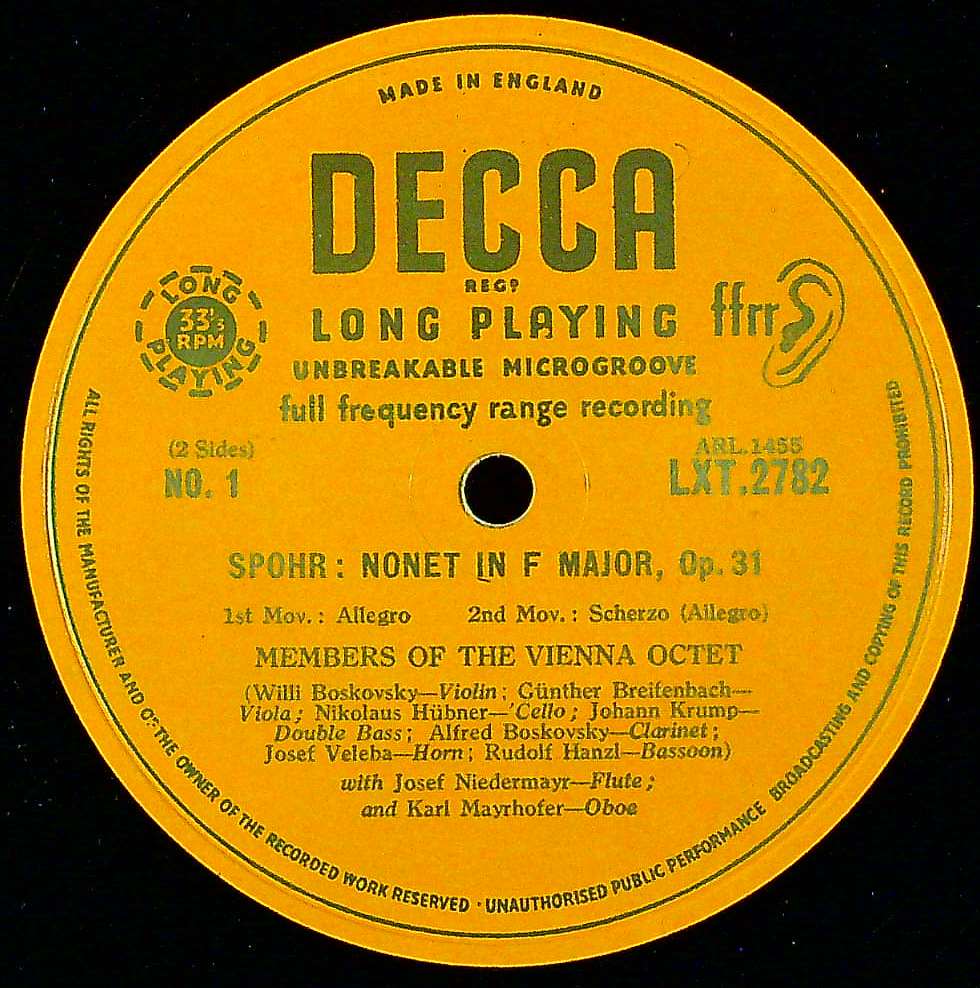 MADE IN ENGLAND
DECCA
REGD
LONG PLAYING
33⅓
RPM
LONG PLAYING
ffrr
UNBREAKABLE MICROGROOVE
full frequency range recording
(2 Sides)
NO. 1
ARL.1455
LXT.2782
SPOHR: NONET IN F MAJOR, Op. 31
1st Mov.: Allegro 2nd Mov.: Scherzo (Allegro)
MEMBERS OF THE VIENNA OCTET
(Willi Boskovsky—Violin; Günther Breifenbach—
Viola; Nikolaus Hübner—'Cello; Johann Krump—
Double Bass; Alfred Boskovsky—Clarinet;
Josef Veleba—Horn; Rudolf Hanzl—Bassoon)
with Josef Niedermayr—Flute;
and Karl Mayrhofer—Oboe
ALL RIGHTS OF THE MANUFACTURER AND OF THE OWNER OF THE RECORDED WORK RESERVED · UNAUTHORISED PUBLIC PERFORMANCE BROADCASTING AND COPYING OF THIS RECORD PROHIBITED